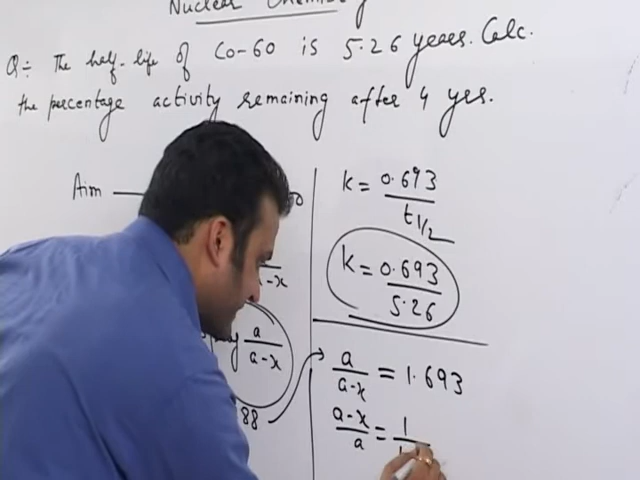 Nuclear Chemistry
Q÷ The half-life of Co-60 is 5.26 years. Calc.
the percentage activity remaining after 4 yrs.
Aim
k = 0.693 / t1/2
k = 0.693 / 5.26
a / a-x
a / a-x = 1.693
88
a-x / a = 1